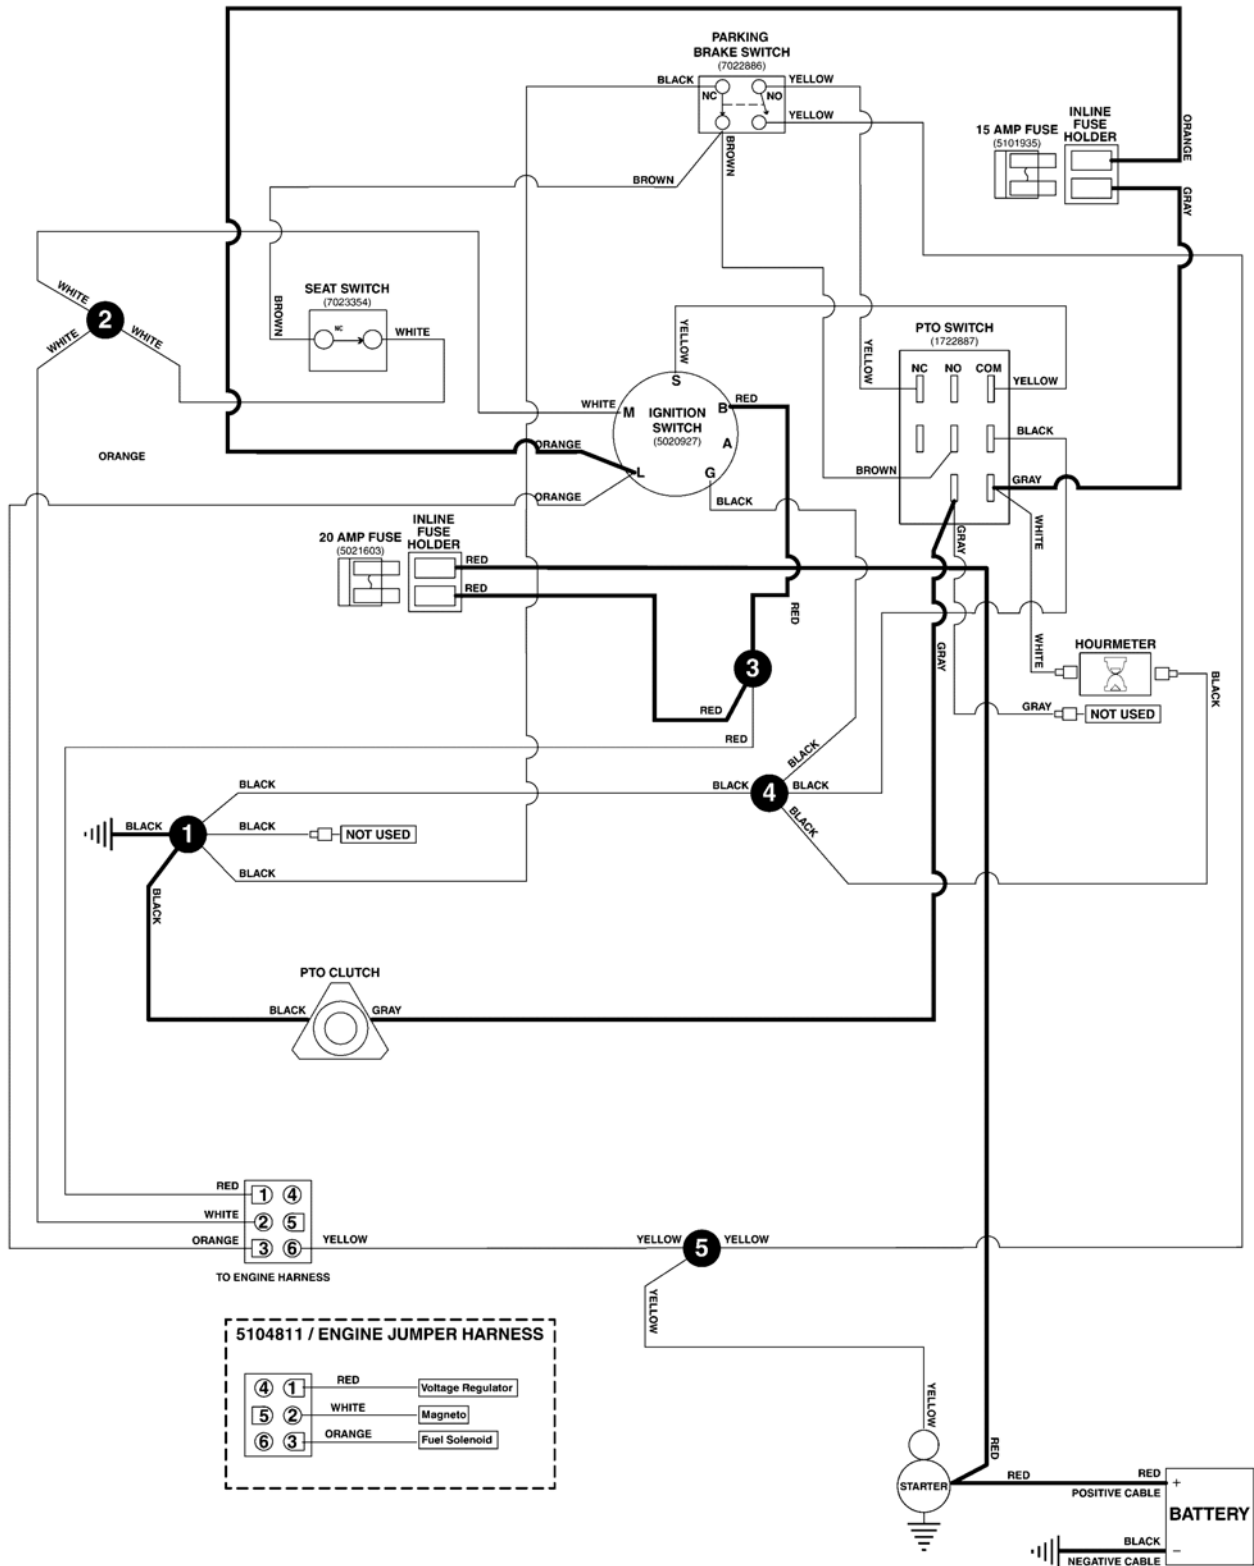 PARKING
BRAKE SWITCH
(7022886)
BLACK
YELLOW
NC
NO
YELLOW
BROWN
BROWN
15 AMP FUSE
(5101935)
INLINE
FUSE
HOLDER
ORANGE
GRAY
WHITE
2
WHITE
WHITE
SEAT SWITCH
(7023354)
BROWN
NC
WHITE
YELLOW
YELLOW
PTO SWITCH
(1722887)
NC
NO
COM
YELLOW
BLACK
BROWN
GRAY
GRAY
WHITE
S
WHITE
M
B
RED
IGNITION
SWITCH
(5020927)
A
ORANGE
L
G
ORANGE
BLACK
ORANGE
20 AMP FUSE
(5021603)
INLINE
FUSE
HOLDER
RED
RED
RED
3
RED
RED
GRAY
WHITE
HOURMETER
BLACK
GRAY
NOT USED
BLACK
BLACK
BLACK
4
BLACK
BLACK
BLACK
1
BLACK
NOT USED
BLACK
BLACK
PTO CLUTCH
BLACK
GRAY
RED
1
4
WHITE
2
5
ORANGE
3
6
YELLOW
TO ENGINE HARNESS
YELLOW
5
YELLOW
YELLOW
5104811 / ENGINE JUMPER HARNESS
4
1
RED
Voltage Regulator
5
2
WHITE
Magneto
6
3
ORANGE
Fuel Solenoid
YELLOW
RED
STARTER
RED
RED
+
POSITIVE CABLE
BATTERY
BLACK
–
NEGATIVE CABLE